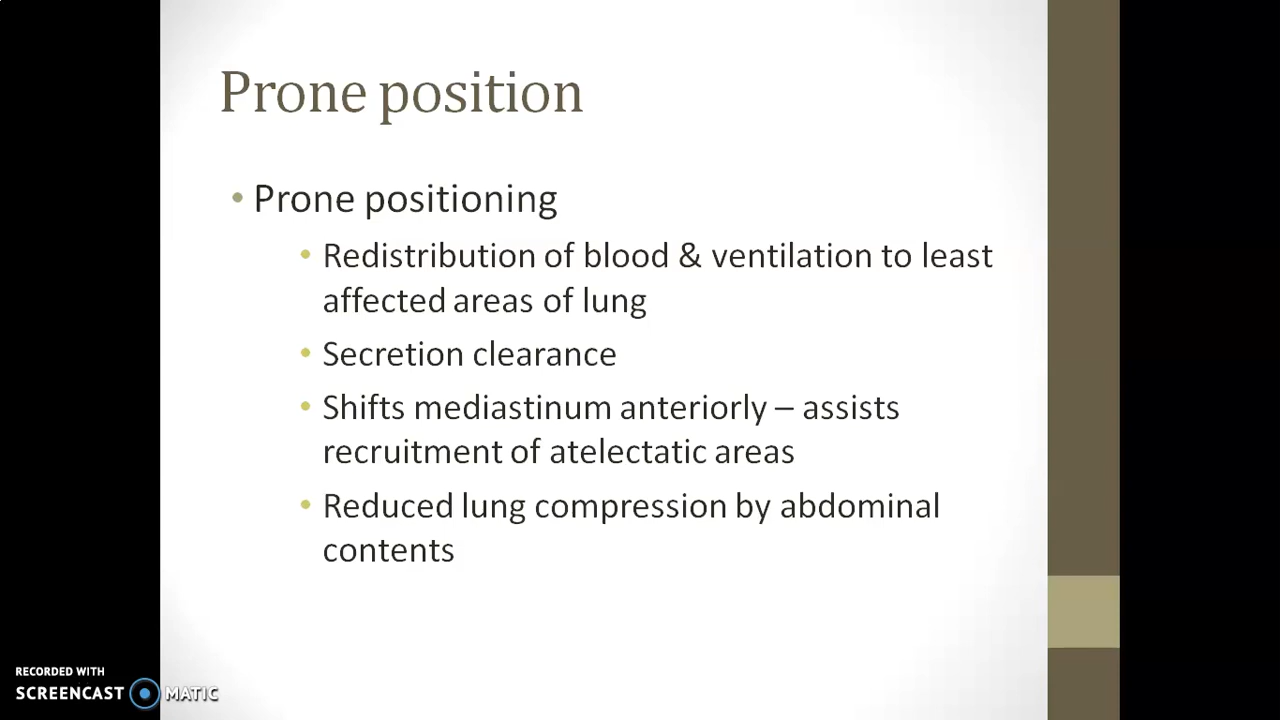 Prone position
• Prone positioning
• Redistribution of blood & ventilation to least
affected areas of lung
• Secretion clearance
• Shifts mediastinum anteriorly – assists
recruitment of atelectatic areas
• Reduced lung compression by abdominal
contents
RECORDED WITH
SCREENCAST MATIC